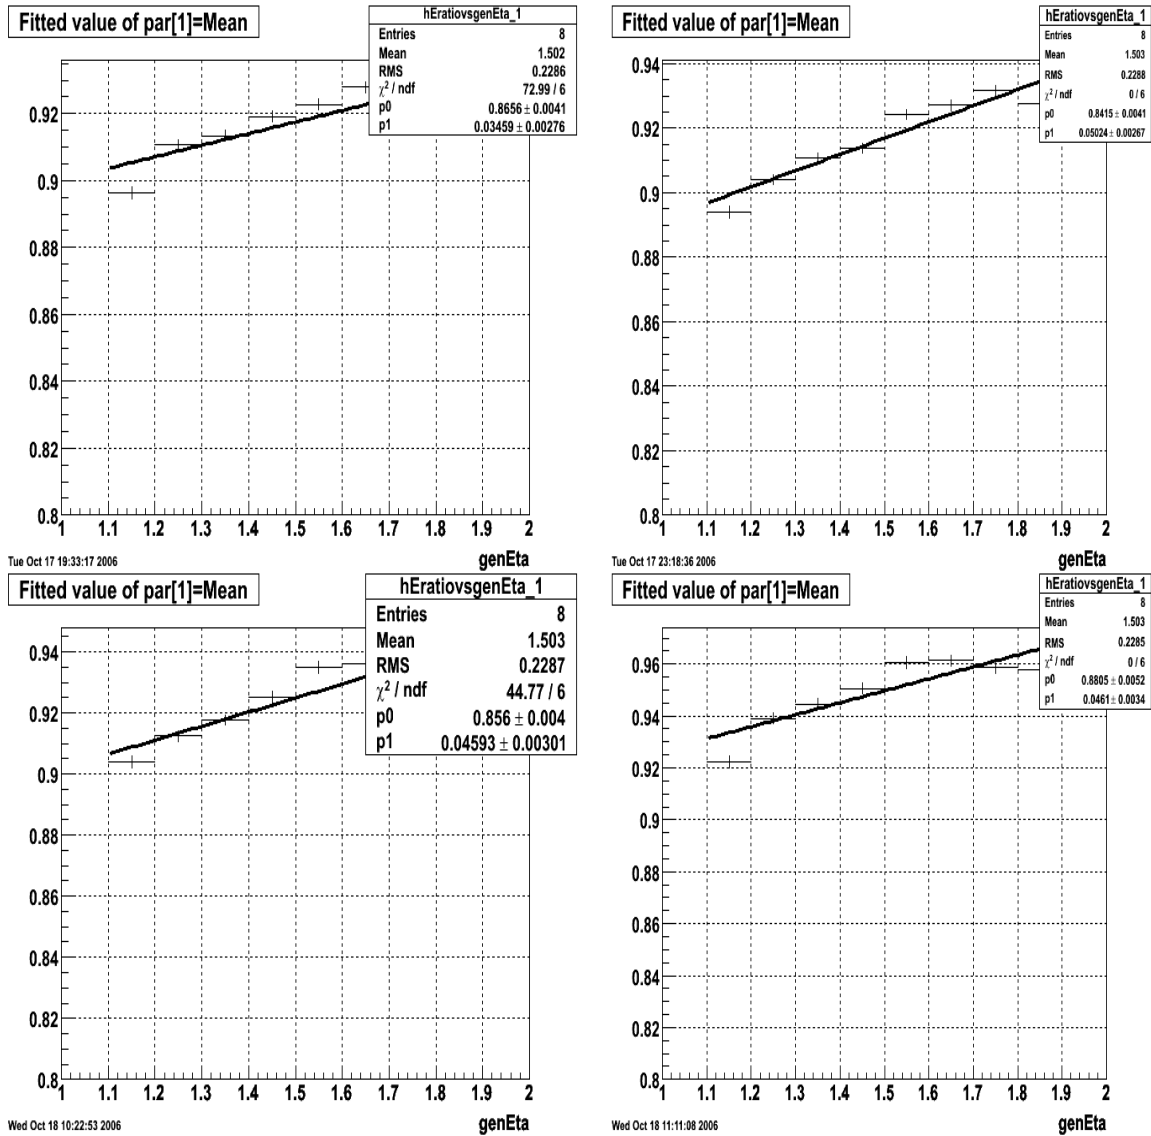 Fitted value of par[1]=Mean
hEratiovsgenEta_1
Entries 8
Mean 1.502
RMS 0.2286
χ² / ndf 72.99 / 6
p0 0.8656 ± 0.0041
p1 0.03459 ± 0.00276
0.92
0.9
0.88
0.86
0.84
0.82
0.8
1 1.1 1.2 1.3 1.4 1.5 1.6 1.7 1.8 1.9 2
genEta
Tue Oct 17 19:33:17 2006
Fitted value of par[1]=Mean
hEratiovsgenEta_1
Entries 8
Mean 1.503
RMS 0.2288
χ² / ndf 0 / 6
p0 0.8415 ± 0.0041
p1 0.05024 ± 0.00267
0.94
0.92
0.9
0.88
0.86
0.84
0.82
0.8
1 1.1 1.2 1.3 1.4 1.5 1.6 1.7 1.8 1.9 2
genEta
Tue Oct 17 23:18:36 2006
Fitted value of par[1]=Mean
hEratiovsgenEta_1
Entries 8
Mean 1.503
RMS 0.2287
χ² / ndf 44.77 / 6
p0 0.856 ± 0.004
p1 0.04593 ± 0.00301
0.94
0.92
0.9
0.88
0.86
0.84
0.82
0.8
1 1.1 1.2 1.3 1.4 1.5 1.6 1.7 1.8 1.9 2
genEta
Wed Oct 18 10:22:53 2006
Fitted value of par[1]=Mean
hEratiovsgenEta_1
Entries 8
Mean 1.503
RMS 0.2285
χ² / ndf 0 / 6
p0 0.8805 ± 0.0052
p1 0.0461 ± 0.0034
0.96
0.94
0.92
0.9
0.88
0.86
0.84
0.82
0.8
1 1.1 1.2 1.3 1.4 1.5 1.6 1.7 1.8 1.9 2
genEta
Wed Oct 18 11:11:08 2006